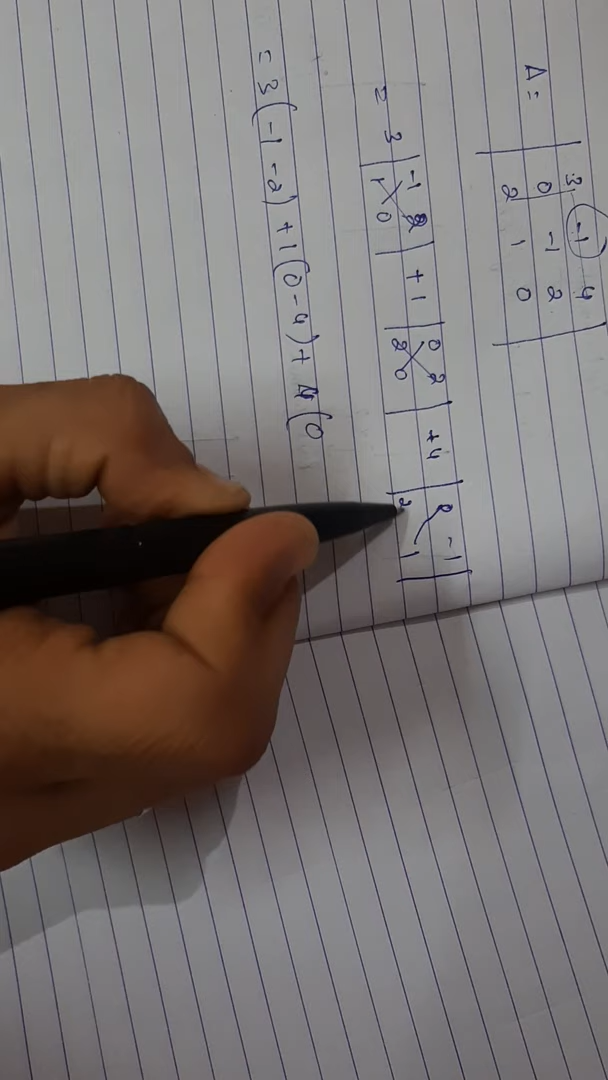 Δ = | 3 -1 4 |
| 0 -1 2 |
| 2 1 0 |
= 3 | -1 2 | + 1 | 0 2 | + 4 | 0 -1 |
| 1 0 | | 2 0 | | 2 1 |
= 3(-1-2) + 1(0-4) + 4(0